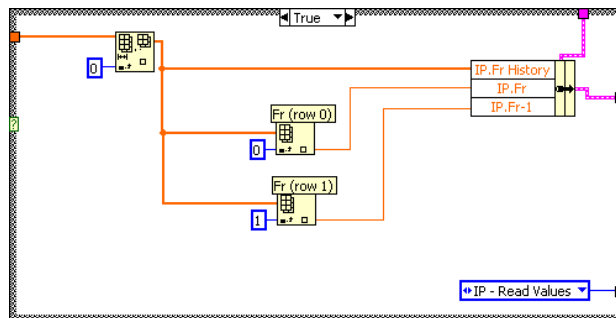 True
0
IP.Fr History
IP.Fr
IP.Fr-1
Fr (row 0)
0
Fr (row 1)
1
IP - Read Values
?